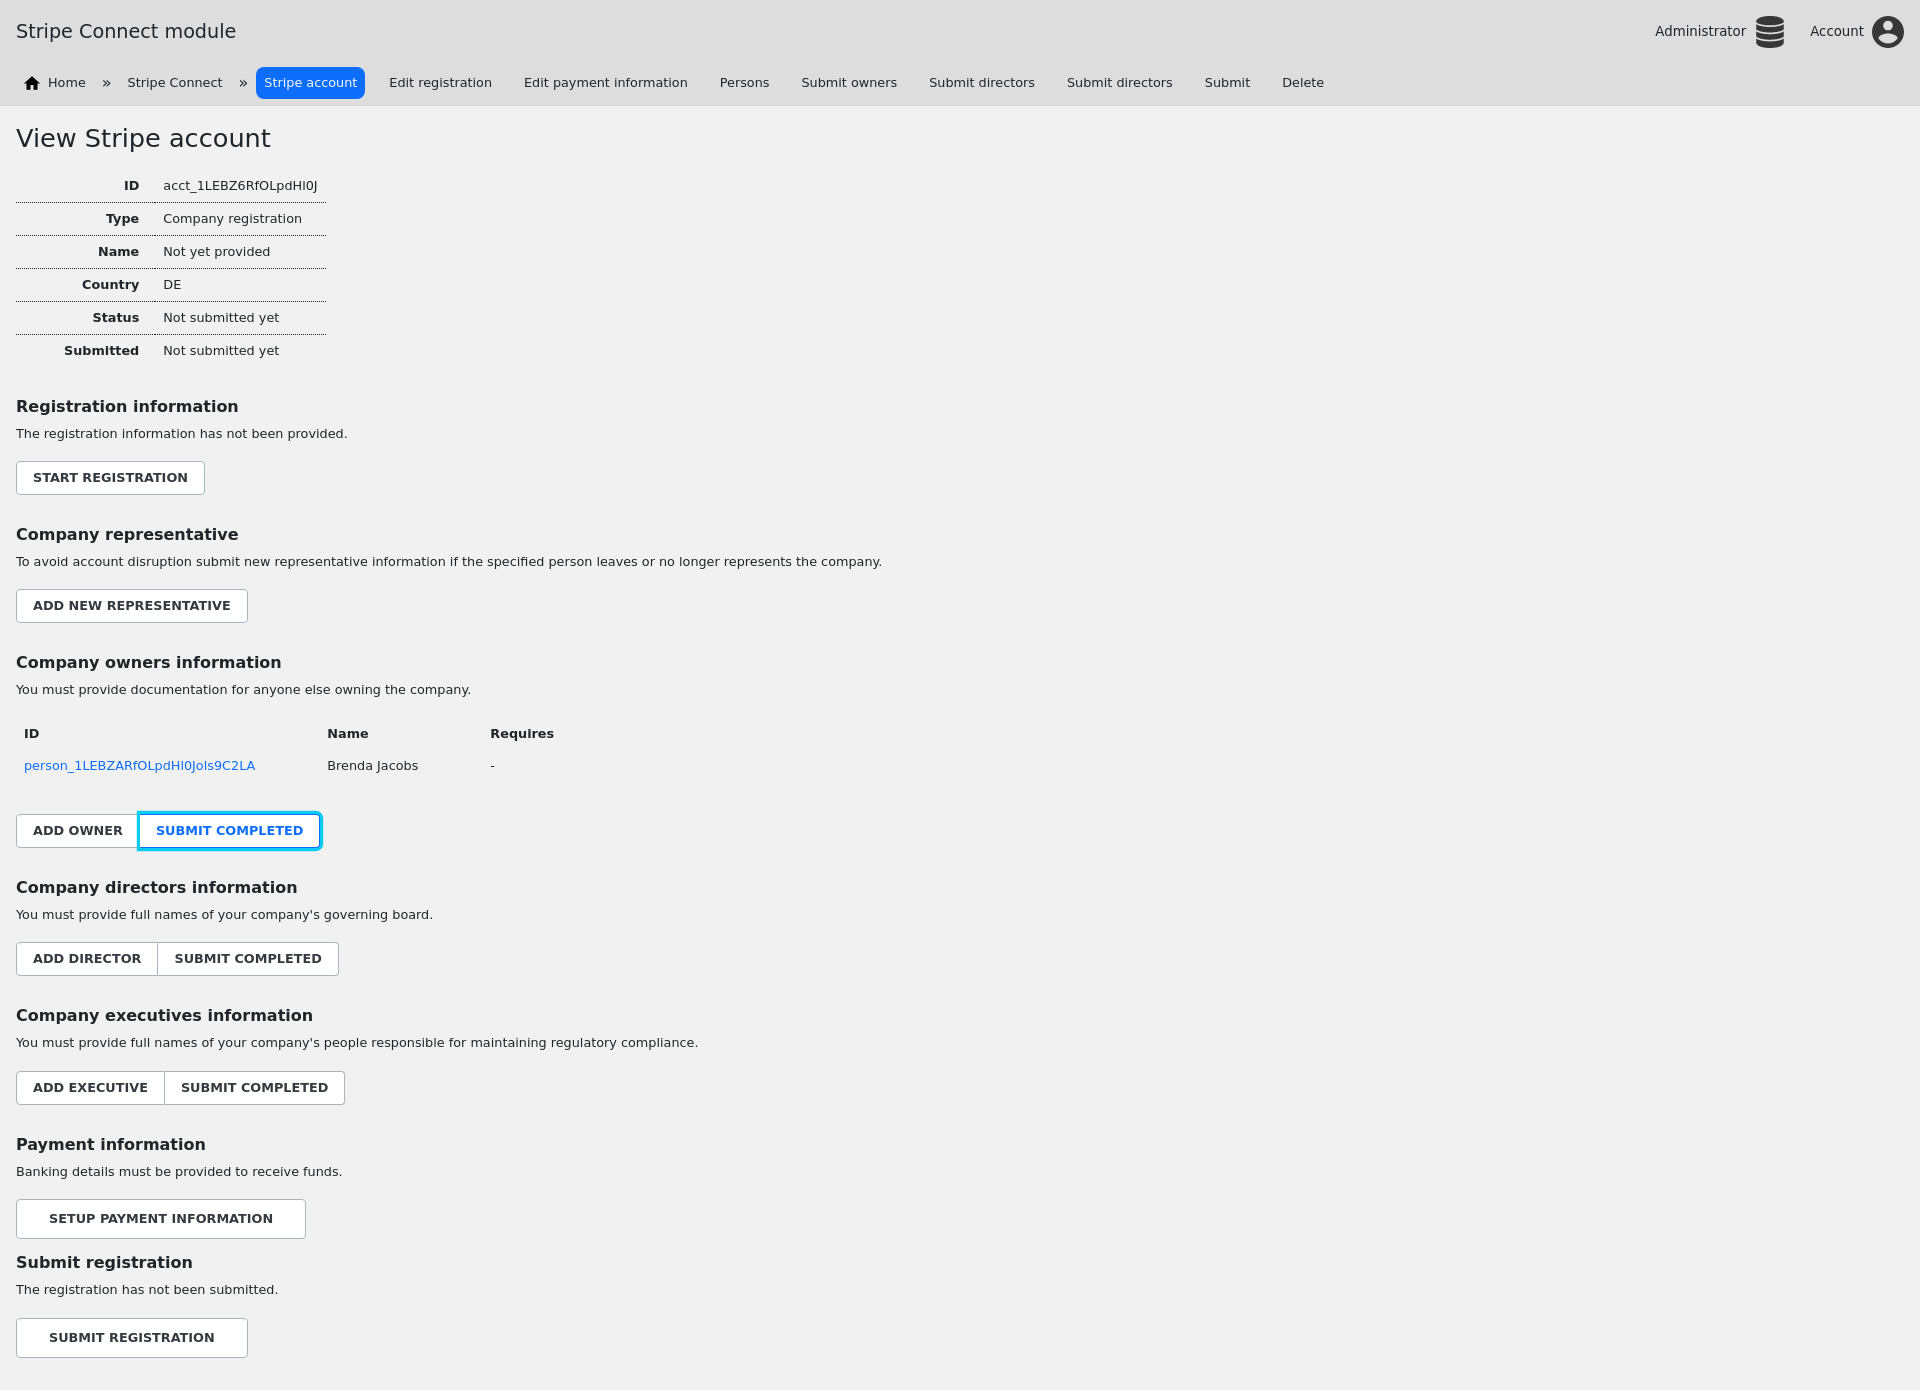 Stripe Connect module
Administrator
Account
Home » Stripe Connect » Stripe account Edit registration Edit payment information Persons Submit owners Submit directors Submit directors Submit Delete
View Stripe account
ID acct_1LEBZ6RfOLpdHI0J
Type Company registration
Name Not yet provided
Country DE
Status Not submitted yet
Submitted Not submitted yet
Registration information
The registration information has not been provided.
START REGISTRATION
Company representative
To avoid account disruption submit new representative information if the specified person leaves or no longer represents the company.
ADD NEW REPRESENTATIVE
Company owners information
You must provide documentation for anyone else owning the company.
ID Name Requires
person_1LEBZARfOLpdHI0Jols9C2LA Brenda Jacobs -
ADD OWNER SUBMIT COMPLETED
Company directors information
You must provide full names of your company's governing board.
ADD DIRECTOR SUBMIT COMPLETED
Company executives information
You must provide full names of your company's people responsible for maintaining regulatory compliance.
ADD EXECUTIVE SUBMIT COMPLETED
Payment information
Banking details must be provided to receive funds.
SETUP PAYMENT INFORMATION
Submit registration
The registration has not been submitted.
SUBMIT REGISTRATION